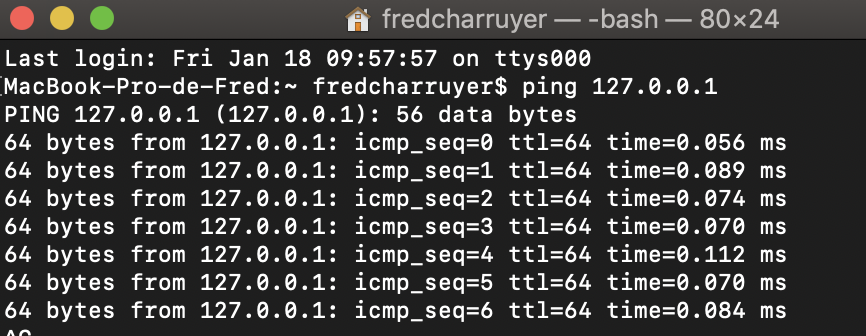 fredcharruyer — -bash — 80×24
Last login: Fri Jan 18 09:57:57 on ttys000
[MacBook-Pro-de-Fred:~ fredcharruyer$ ping 127.0.0.1
PING 127.0.0.1 (127.0.0.1): 56 data bytes
64 bytes from 127.0.0.1: icmp_seq=0 ttl=64 time=0.056 ms
64 bytes from 127.0.0.1: icmp_seq=1 ttl=64 time=0.089 ms
64 bytes from 127.0.0.1: icmp_seq=2 ttl=64 time=0.074 ms
64 bytes from 127.0.0.1: icmp_seq=3 ttl=64 time=0.070 ms
64 bytes from 127.0.0.1: icmp_seq=4 ttl=64 time=0.112 ms
64 bytes from 127.0.0.1: icmp_seq=5 ttl=64 time=0.070 ms
64 bytes from 127.0.0.1: icmp_seq=6 ttl=64 time=0.084 ms